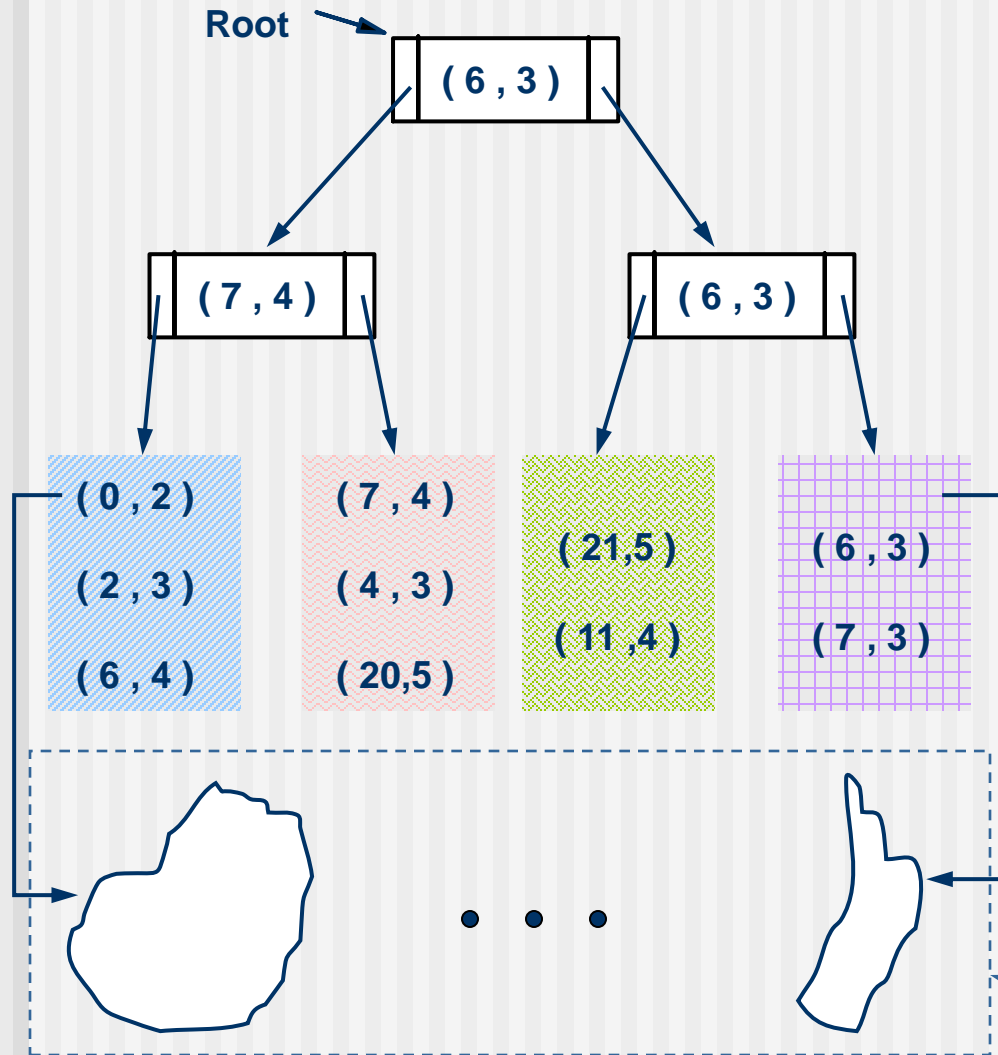 Root
( 6 , 3 )
( 7 , 4 )
( 6 , 3 )
( 0 , 2 )
( 2 , 3 )
( 6 , 4 )
( 7 , 4 )
( 4 , 3 )
( 20,5 )
( 21,5 )
( 11 ,4 )
( 6 , 3 )
( 7 , 3 )